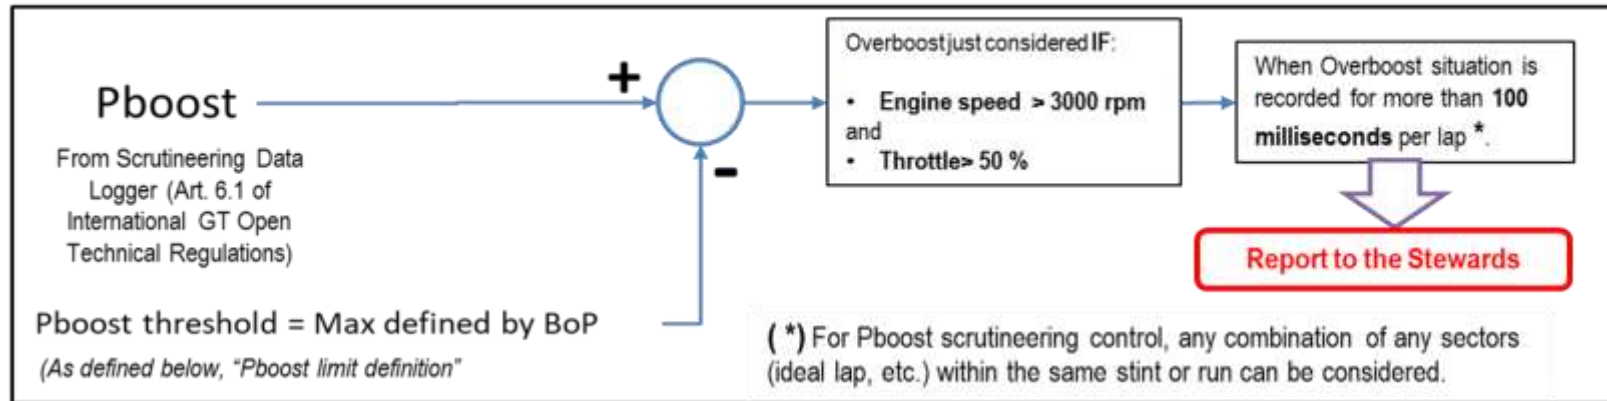 Pboost
From Scrutineering Data
Logger (Art. 6.1 of
International GT Open
Technical Regulations)
Pboost threshold = Max defined by BoP
(As defined below, "Pboost limit definition"
+
-
Overboost just considered IF:
• Engine speed > 3000 rpm
and
• Throttle> 50 %
When Overboost situation is
recorded for more than 100
milliseconds per lap *.
Report to the Stewards
( *) For Pboost scrutineering control, any combination of any sectors
(ideal lap, etc.) within the same stint or run can be considered.